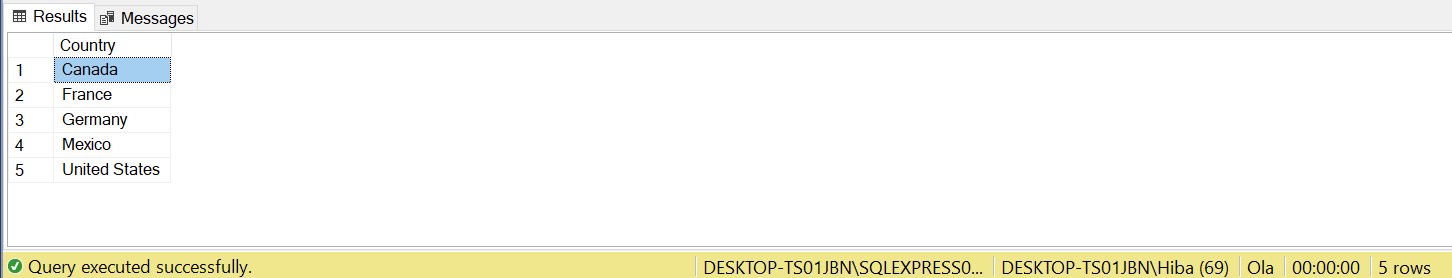 Results Messages
Country
1 Canada
2 France
3 Germany
4 Mexico
5 United States
Query executed successfully. DESKTOP-TS01JBN\SQLEXPRESS0... DESKTOP-TS01JBN\Hiba (69) Ola 00:00:00 5 rows